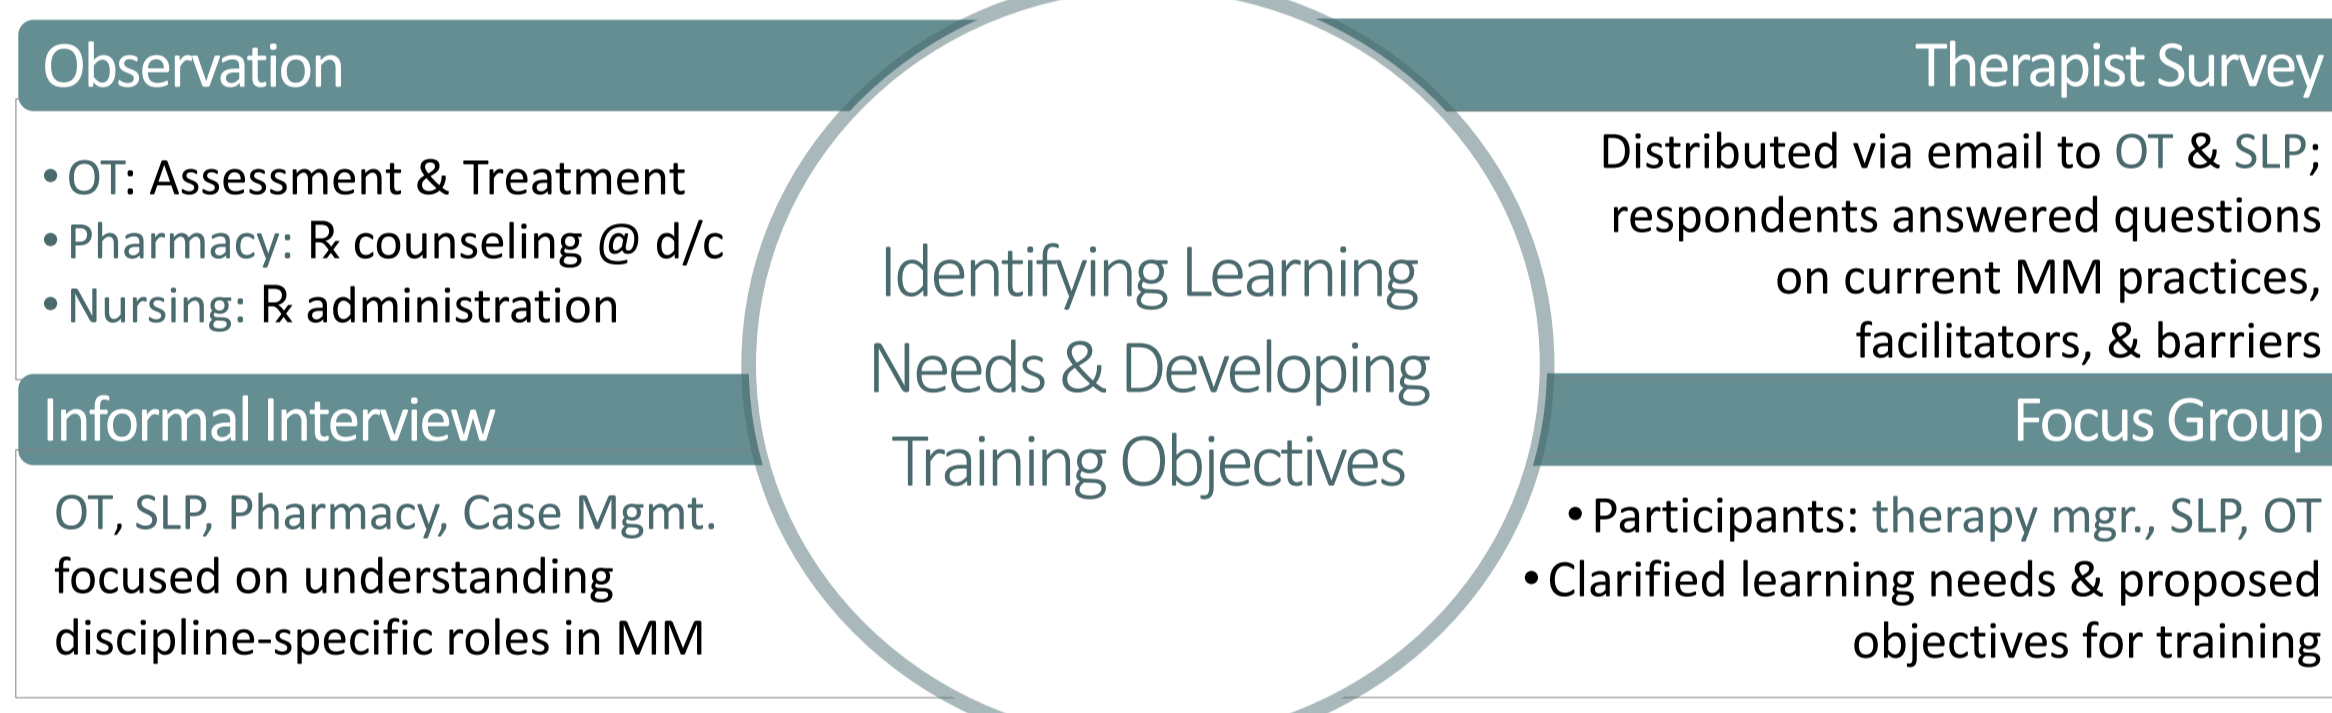 Observation
• OT: Assessment & Treatment
• Pharmacy: ℞ counseling @ d/c
• Nursing: ℞ administration
Informal Interview
OT, SLP, Pharmacy, Case Mgmt.
focused on understanding
discipline-specific roles in MM
Identifying Learning
Needs & Developing
Training Objectives
Therapist Survey
Distributed via email to OT & SLP;
respondents answered questions
on current MM practices,
facilitators, & barriers
Focus Group
• Participants: therapy mgr., SLP, OT
• Clarified learning needs & proposed
objectives for training